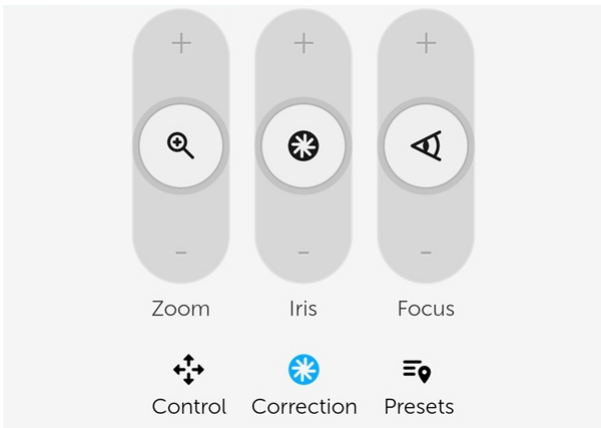 + + +
- - -
Zoom Iris Focus
Control Correction Presets